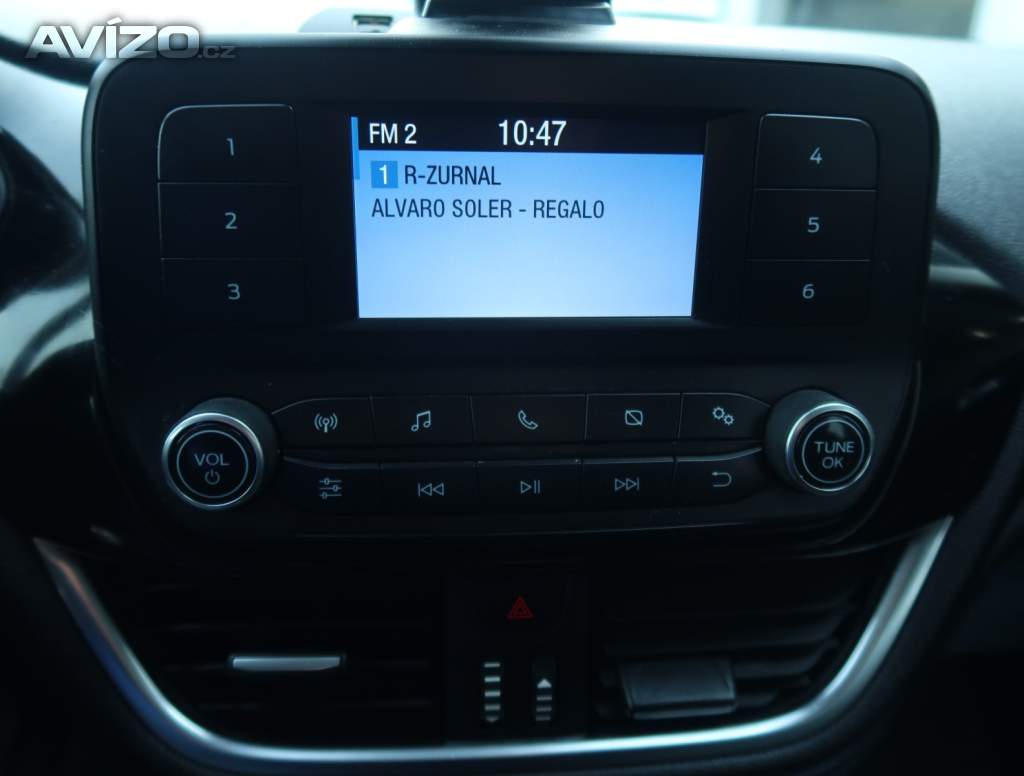 AVÍZO.cz
FM 2 10:47
1 R-ZURNAL
ALVARO SOLER - REGALO
1
2
3
4
5
6
VOL
TUNE
OK